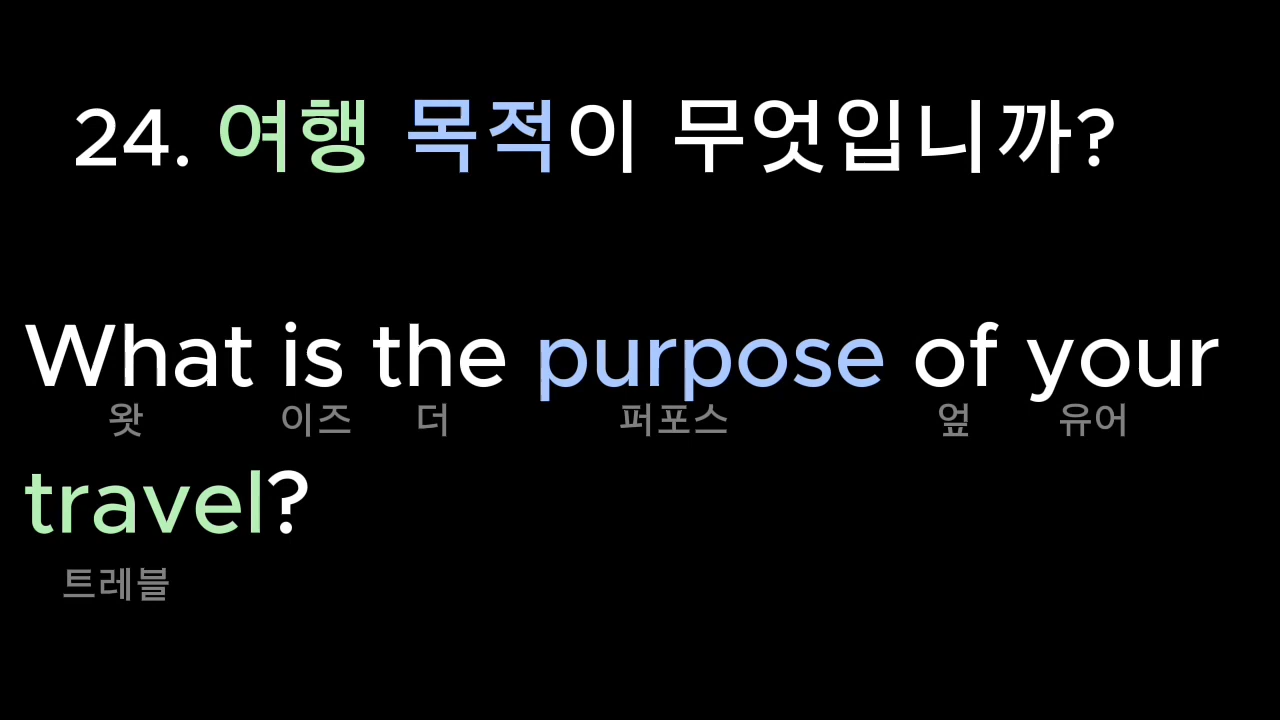 24. 여행 목적이 무엇입니까?
What is the purpose of your
왓 이즈 더 퍼포스 엎 유어
travel?
트레블